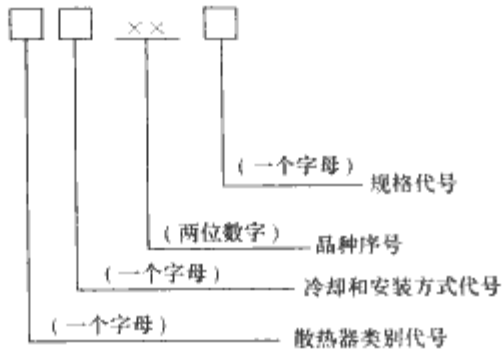 ××
(一个字母) 规格代号
(两位数字) 品种序号
(一个字母) 冷却和安装方式代号
(一个字母) 散热器类别代号